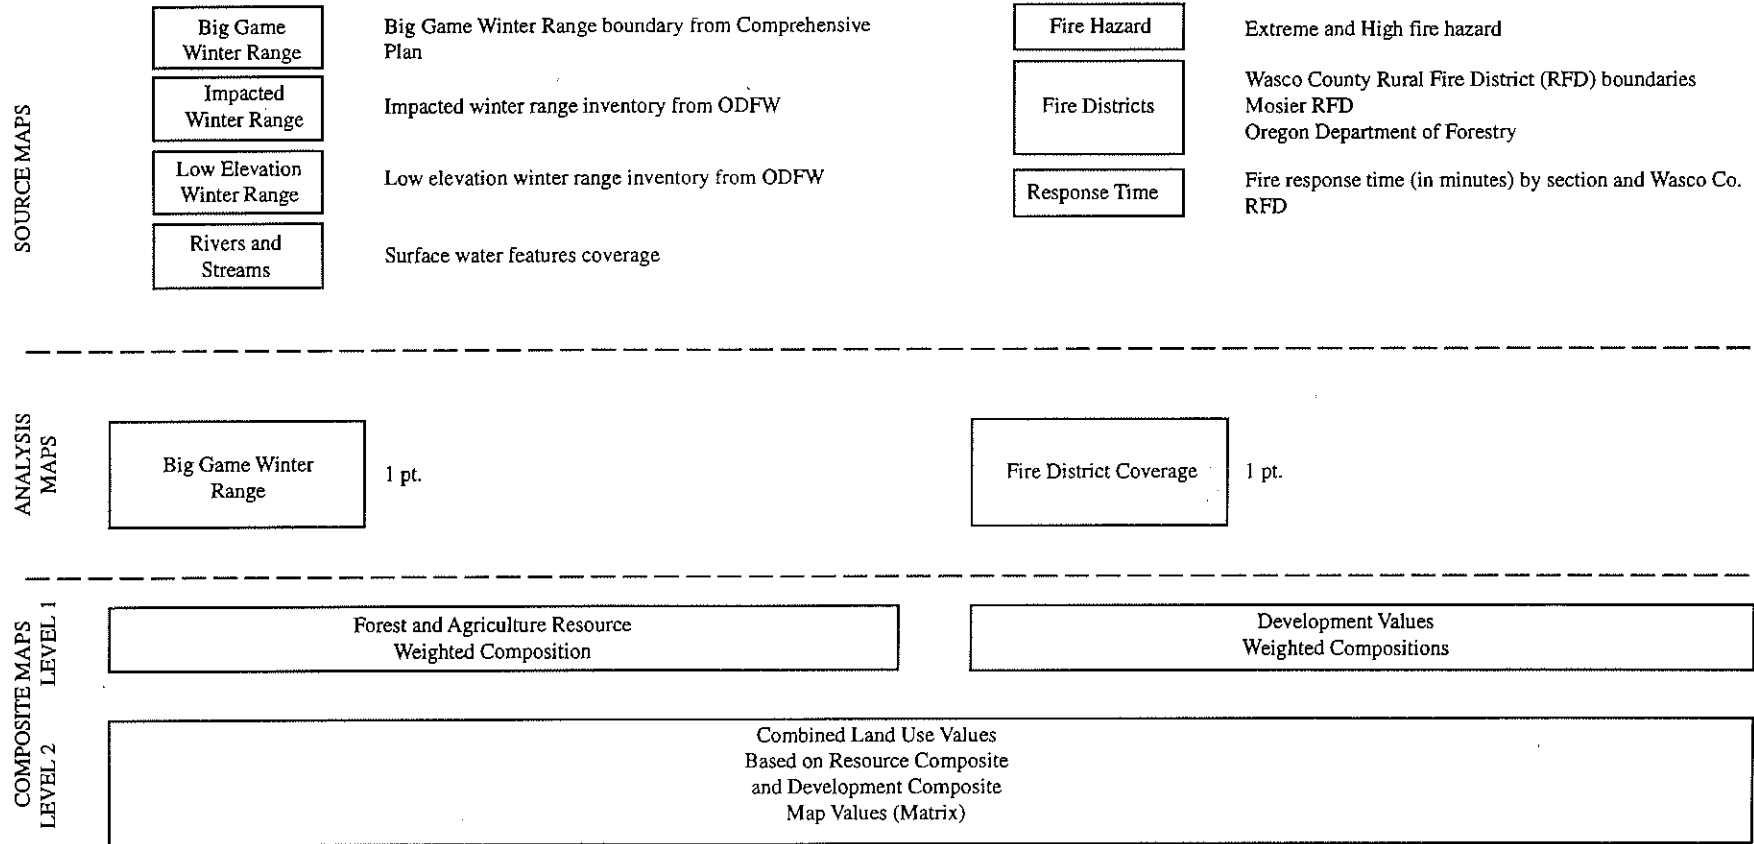 SOURCE MAPS
Big Game
Winter Range
Big Game Winter Range boundary from Comprehensive
Plan
Impacted
Winter Range
Impacted winter range inventory from ODFW
Low Elevation
Winter Range
Low elevation winter range inventory from ODFW
Rivers and
Streams
Surface water features coverage
Fire Hazard
Extreme and High fire hazard
Fire Districts
Wasco County Rural Fire District (RFD) boundaries
Mosier RFD
Oregon Department of Forestry
Response Time
Fire response time (in minutes) by section and Wasco Co.
RFD
ANALYSIS
MAPS
Big Game Winter
Range
1 pt.
Fire District Coverage
1 pt.
COMPOSITE MAPS
LEVEL 1
Forest and Agriculture Resource
Weighted Composition
Development Values
Weighted Compositions
LEVEL 2
Combined Land Use Values
Based on Resource Composite
and Development Composite
Map Values (Matrix)